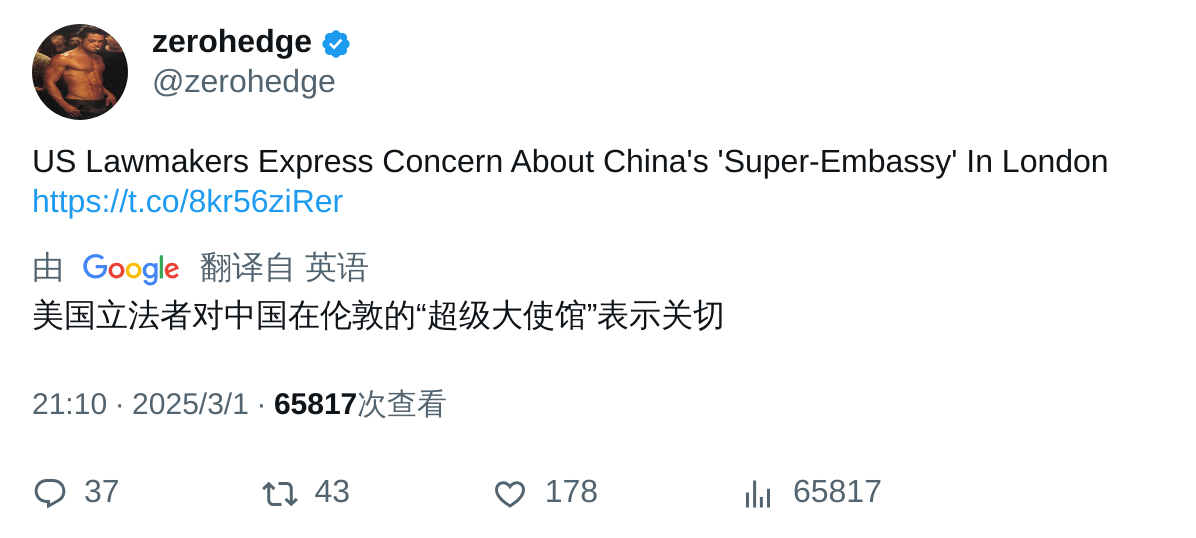 zerohedge
@zerohedge
US Lawmakers Express Concern About China's 'Super-Embassy' In London
https://t.co/8kr56ziRer
由 Google 翻译自 英语
美国立法者对中国在伦敦的“超级大使馆”表示关切
21:10 · 2025/3/1 · 65817次查看
37 43 178 65817